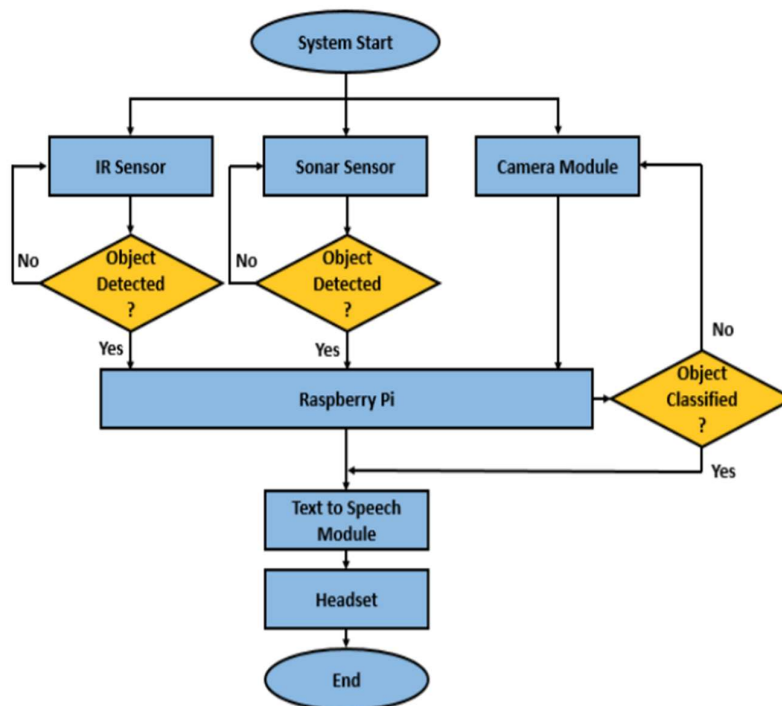 System Start
IR Sensor
Sonar Sensor
Camera Module
No
Object
Detected
?
No
Object
Detected
?
Yes
Yes
No
Raspberry Pi
Object
Classified
?
Yes
Text to Speech
Module
Headset
End